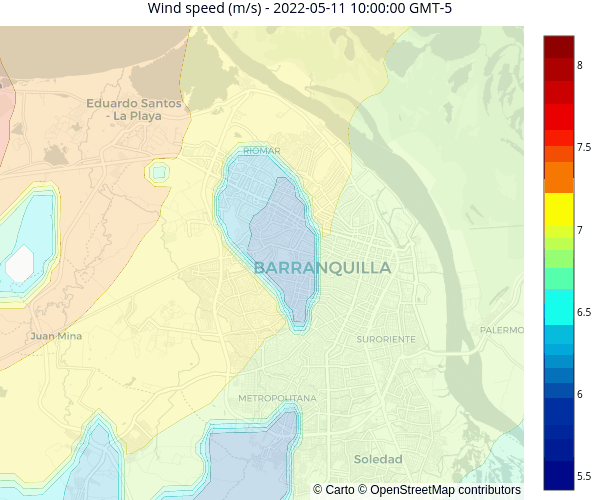 Wind speed (m/s) - 2022-05-11 10:00:00 GMT-5
8
Eduardo Santos
- La Playa
7.5
RIOMAR
7
BARRANQUILLA
6.5
Juan Mina
SURORIENTE
PALERMO
6
METROPOLITANA
Soledad
5.5
© Carto © OpenStreetMap contributors